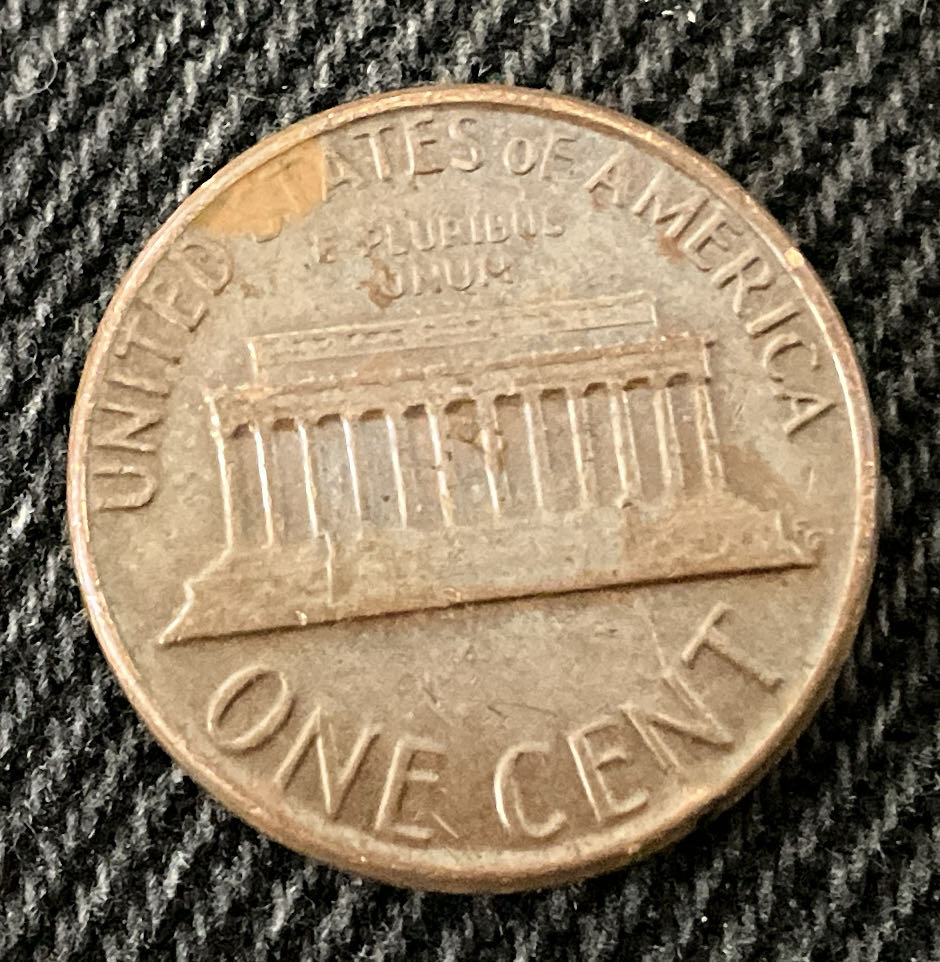 UNITED STATES oF AMERICA
E PLURIBUS
UNUM
ONE CENT